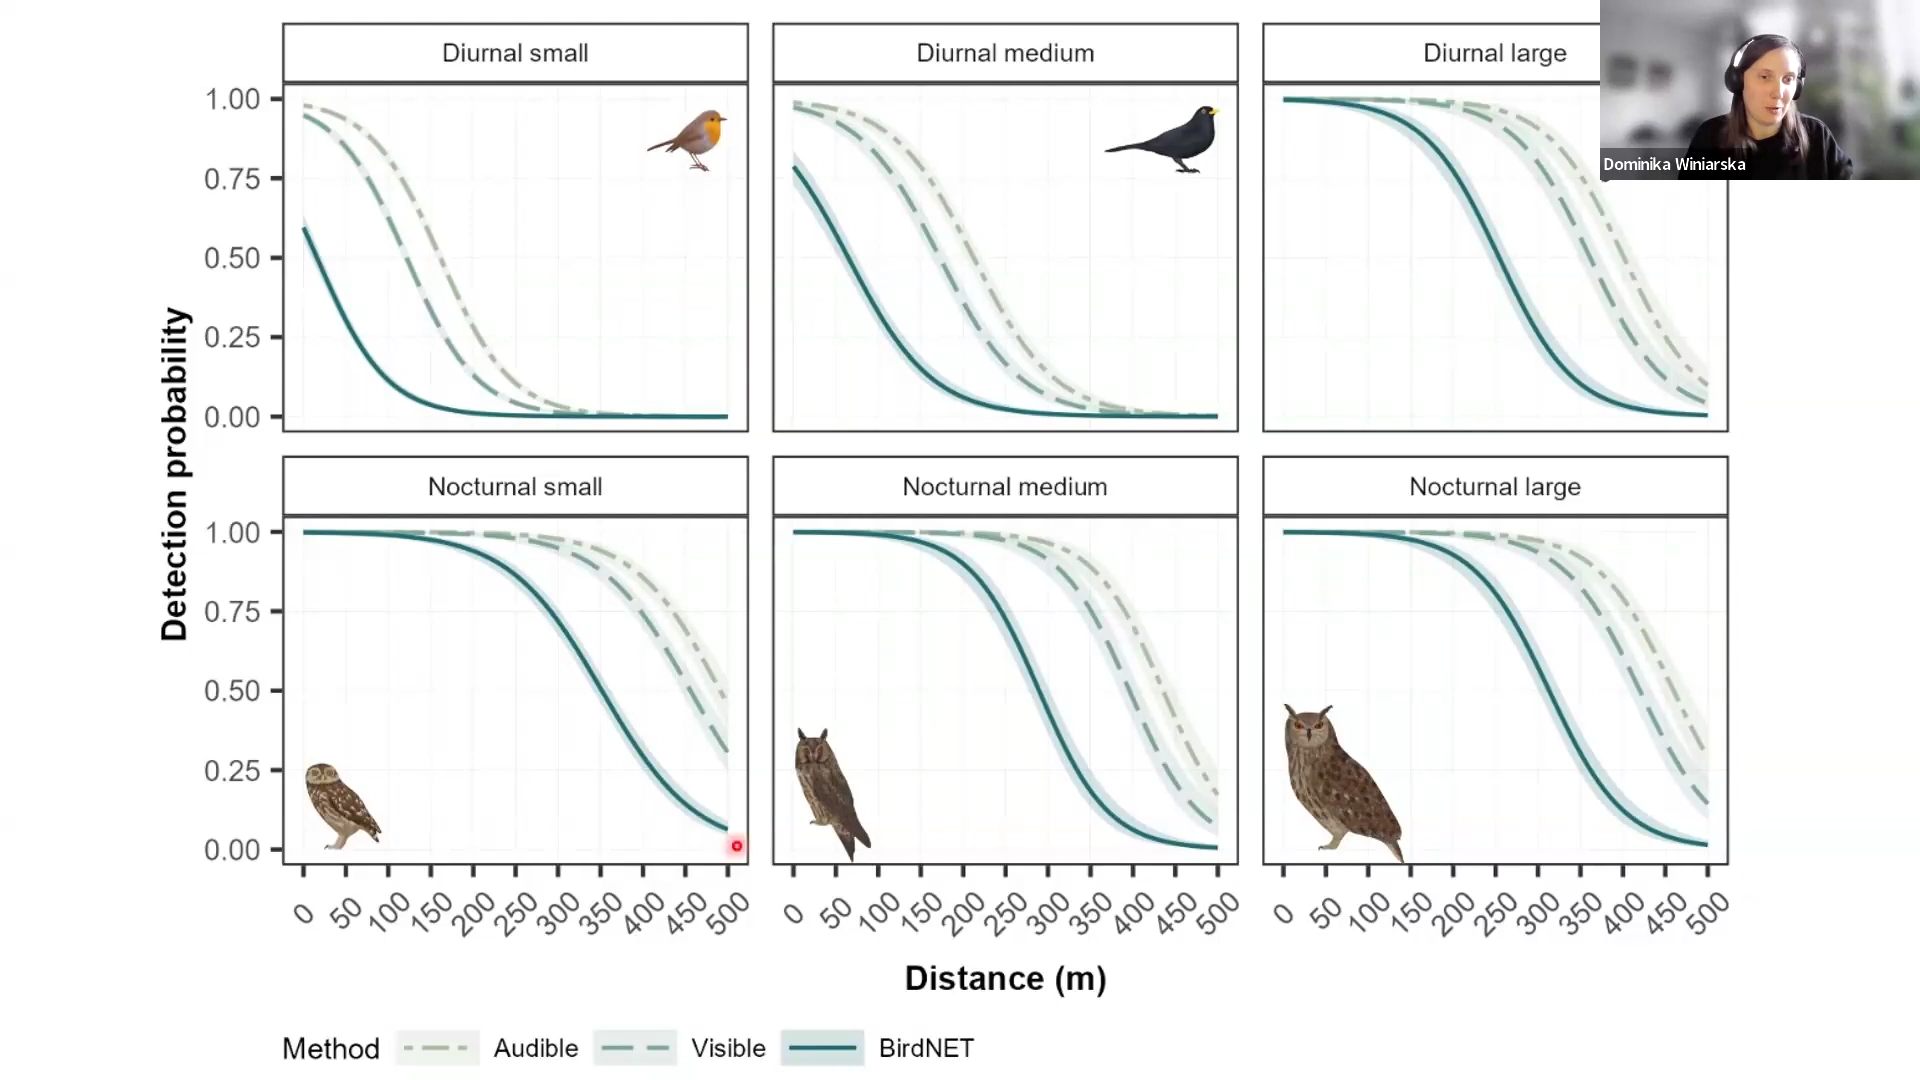 Diurnal small
Diurnal medium
Diurnal large
Dominika Winiarska
1.00
0.75
0.50
0.25
0.00
Detection probability
Nocturnal small
Nocturnal medium
Nocturnal large
1.00
0.75
0.50
0.25
0.00
0 50 100 150 200 250 300 350 400 450 500
0 50 100 150 200 250 300 350 400 450 500
0 50 100 150 200 250 300 350 400 450 500
Distance (m)
Method Audible Visible BirdNET